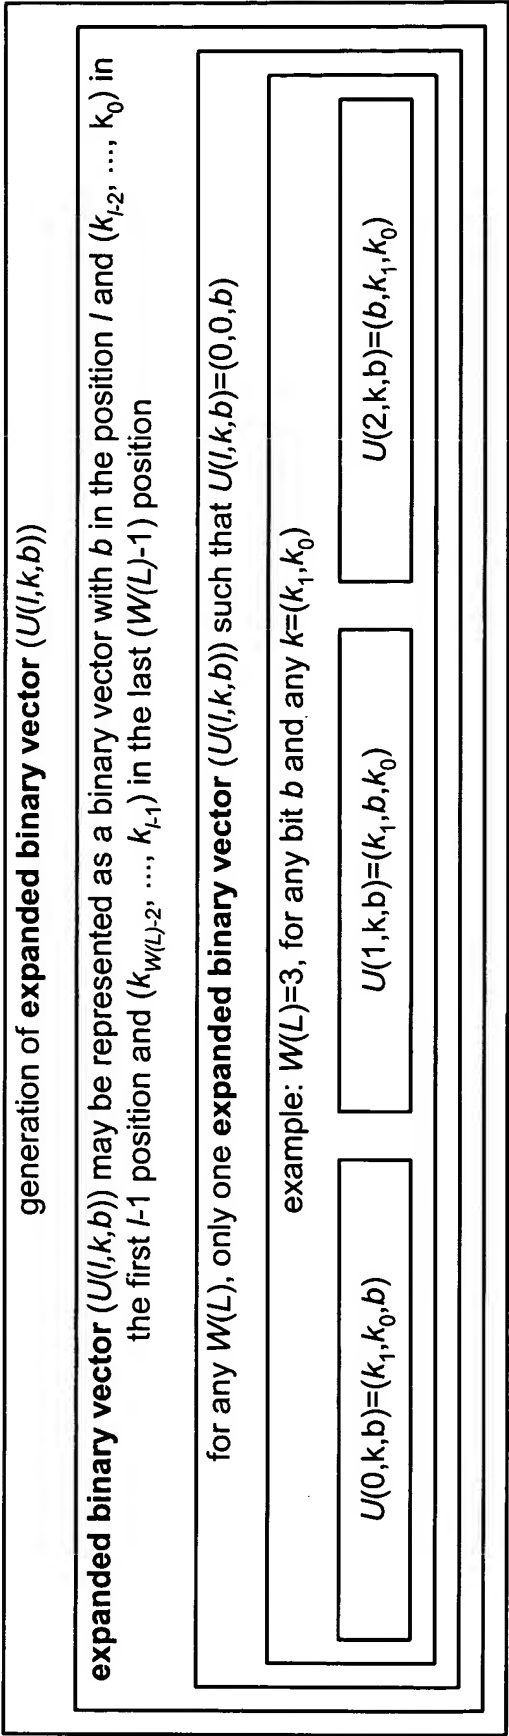 generation of expanded binary vector (U(l,k,b))
expanded binary vector (U(l,k,b)) may be represented as a binary vector with b in the position l and (k_{l-2}, ..., k_0) in
the first l-1 position and (k_{W(L)-2}, ..., k_{l-1}) in the last (W(L)-1) position
for any W(L), only one expanded binary vector (U(l,k,b)) such that U(l,k,b)=(0,0,b)
example: W(L)=3, for any bit b and any k=(k_1,k_0)
U(0,k,b)=(k_1,k_0,b)
U(1,k,b)=(k_1,b,k_0)
U(2,k,b)=(b,k_1,k_0)